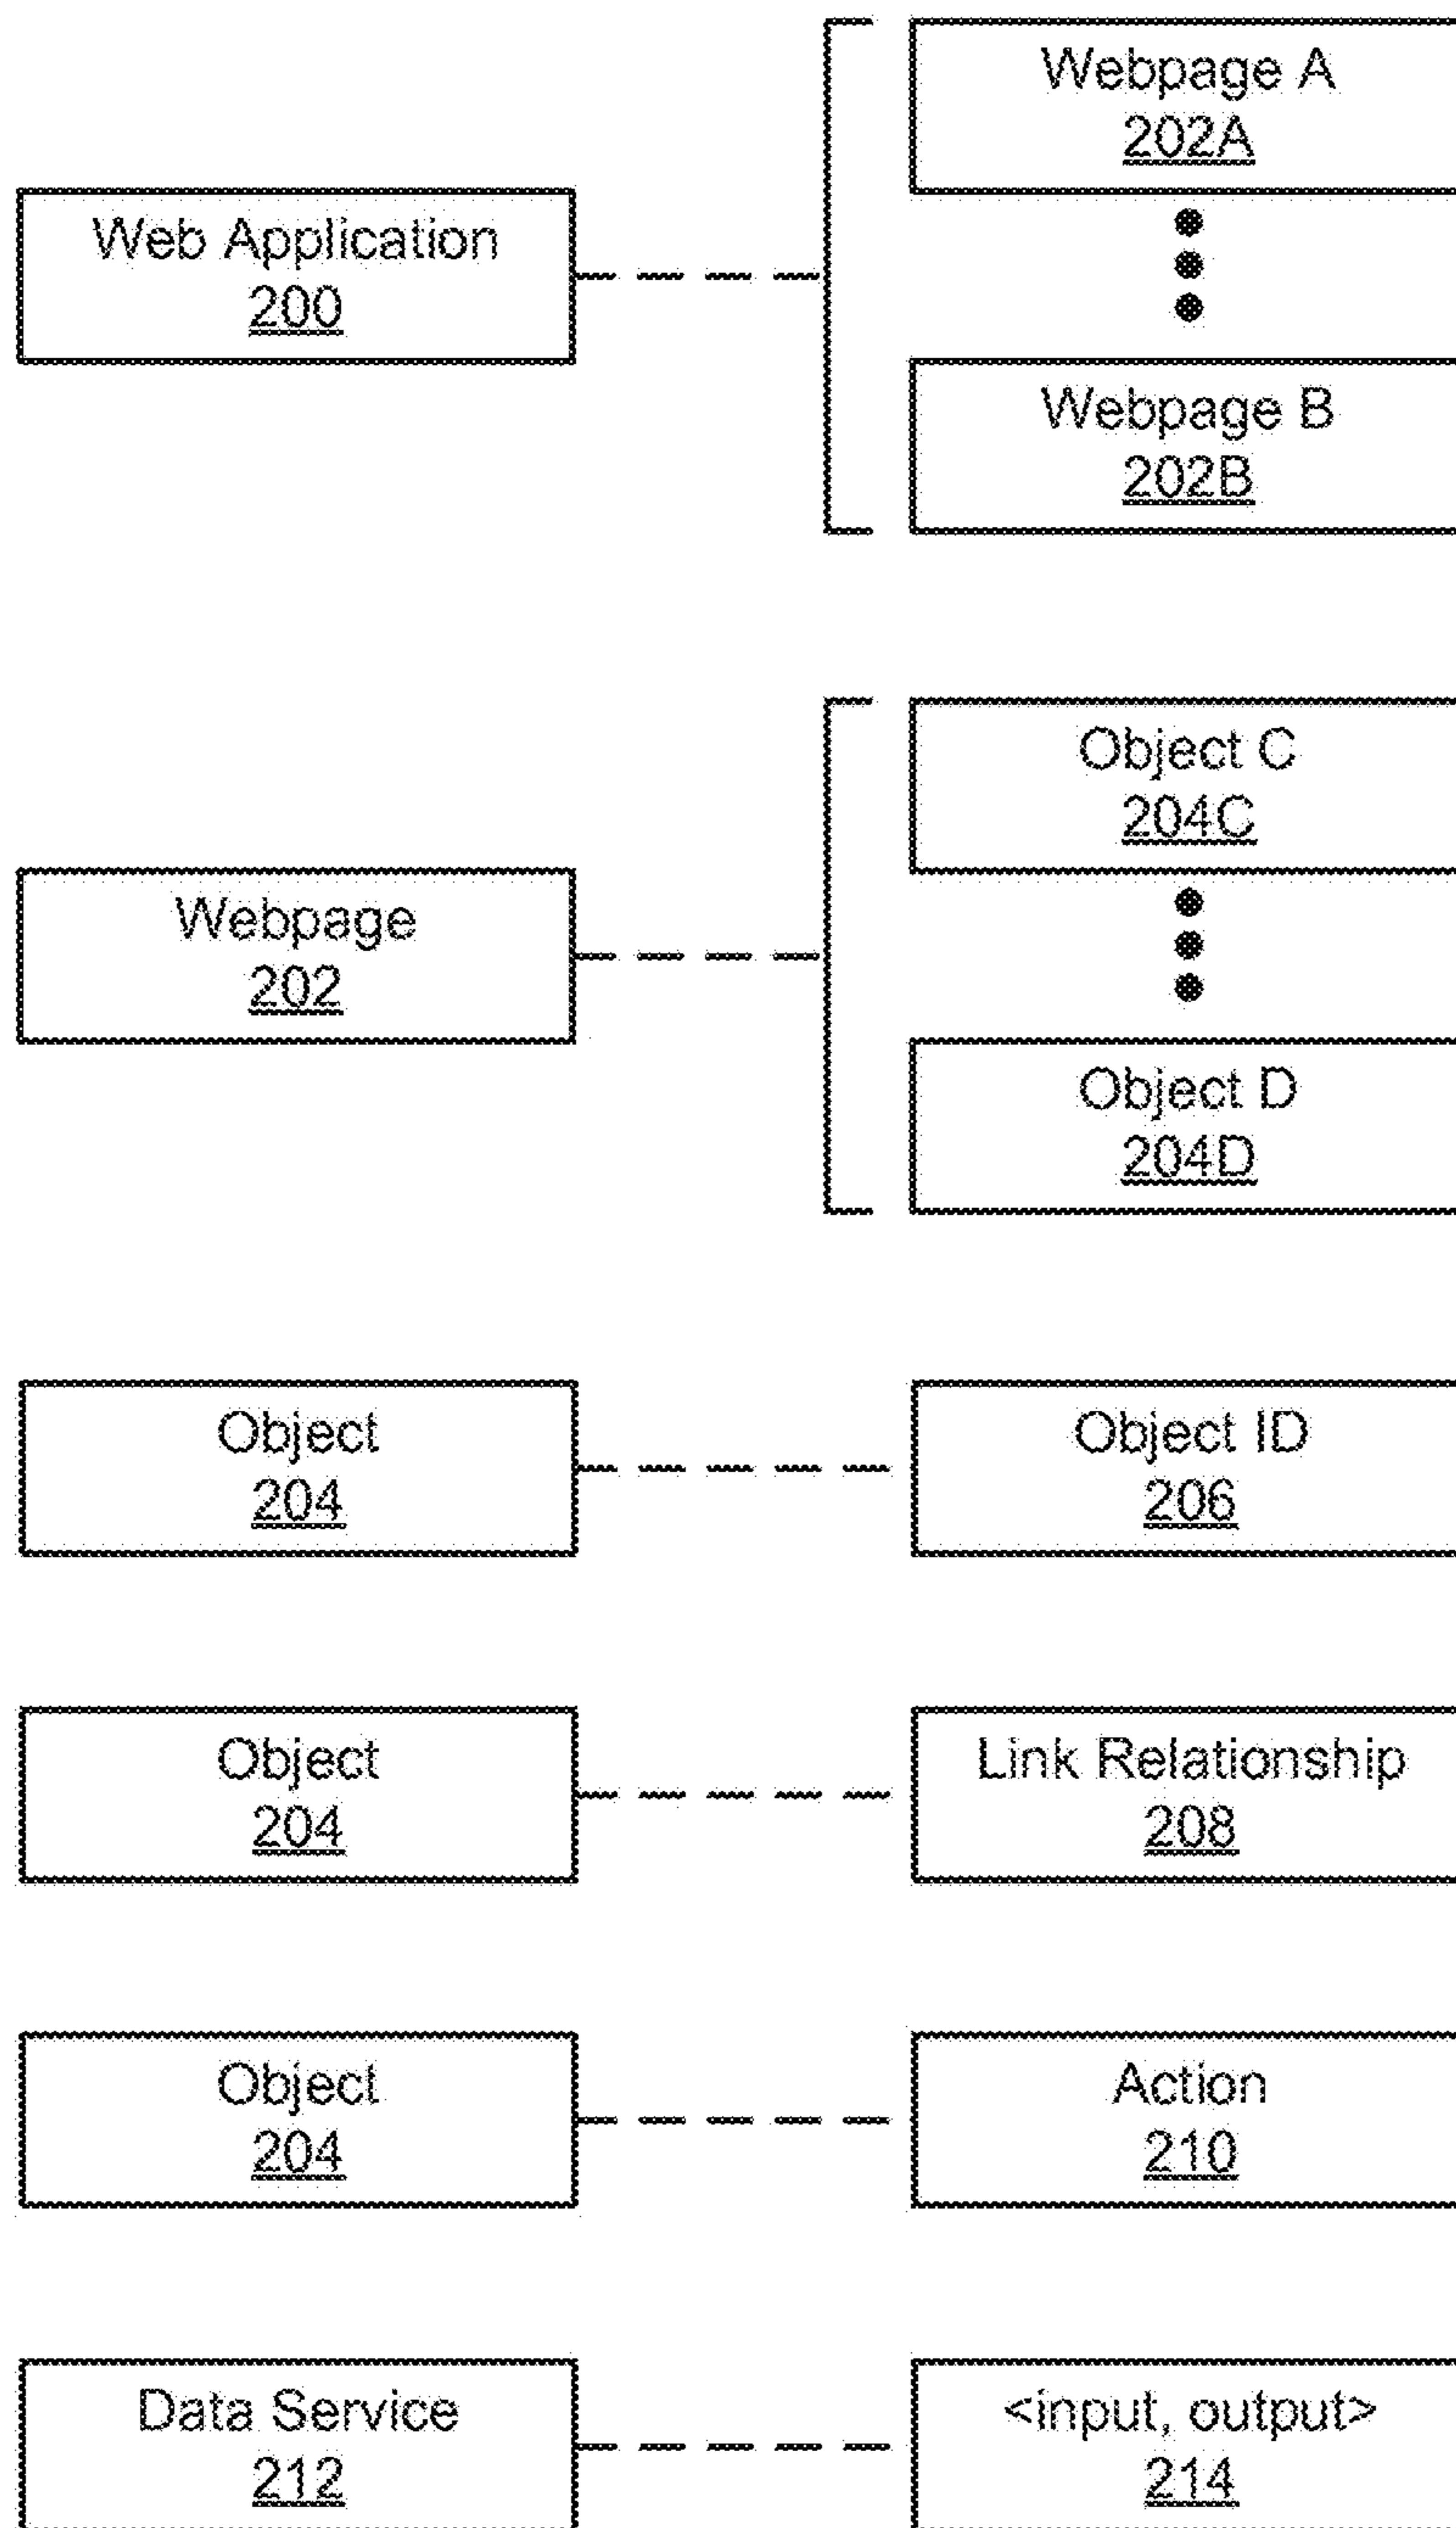 Webpage A
202A
Web Application
200
Webpage B
202B
Object C
204C
Webpage
202
Object D
204D
Object
204
Object ID
206
Object
204
Link Relationship
208
Object
204
Action
210
Data Service
212
<input, output>
214